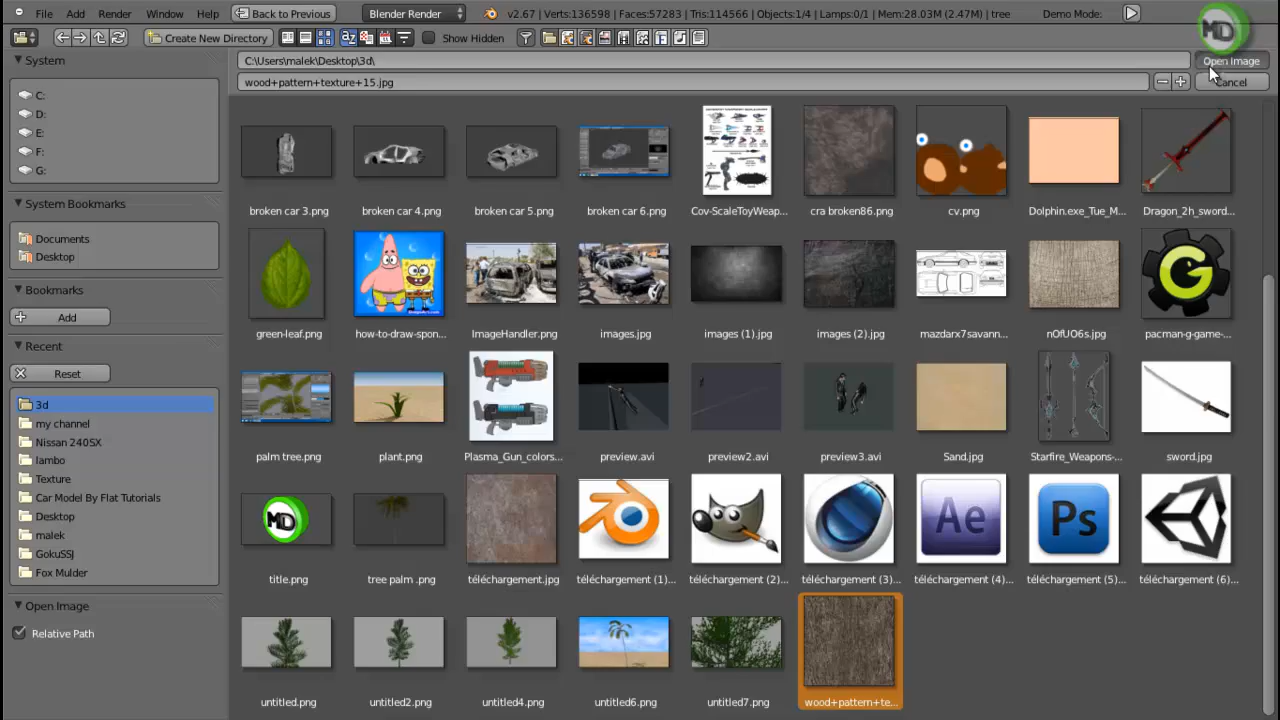 File Add Render Window Help Back to Previous Blender Render v2.67 | Verts:136598 | Faces:57283 | Tris:114566 | Objects:1/4 | Lamps:0/1 | Mem:28.03M (2.47M) | tree Demo Mode:
MD
Create New Directory Show Hidden F
System
C:\Users\malek\Desktop\3d\
Open Image
wood+pattern+texture+15.jpg
Cancel
C:
D:
E:
F:
G:
System Bookmarks
Documents
Desktop
Bookmarks
Add
Recent
Reset
3d
my channel
Nissan 240SX
lambo
Texture
Car Model By Flat Tutorials
Desktop
malek
GokuSSJ
Fox Mulder
Open Image
Relative Path
broken car 3.png broken car 4.png broken car 5.png broken car 6.png Cov-ScaleToyWeap... cra broken86.png cv.png Dolphin.exe_Tue_M... Dragon_2h_sword...
green-leaf.png how-to-draw-spon... ImageHandler.png images.jpg images (1).jpg images (2).jpg mazdarx7savann... nOfUO6s.jpg pacman-g-game-...
palm tree.png plant.png Plasma_Gun_colors... preview.avi preview2.avi preview3.avi Sand.jpg Starfire_Weapons-... sword.jpg
MD Ae Ps
title.png tree palm .png téléchargement.jpg téléchargement (1)... téléchargement (2)... téléchargement (3)... téléchargement (4)... téléchargement (5)... téléchargement (6)...
untitled.png untitled2.png untitled4.png untitled6.png untitled7.png wood+pattern+te...